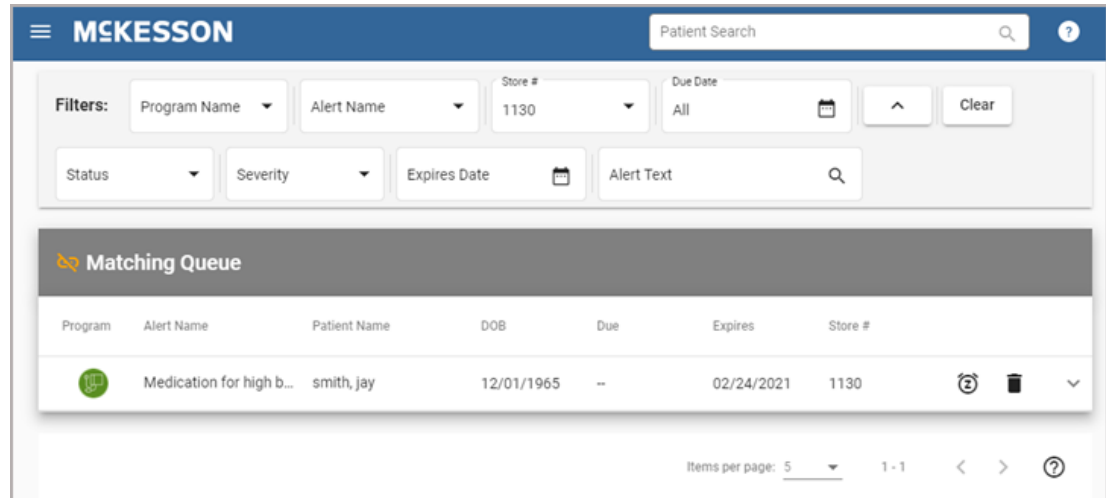 MCKESSON Patient Search ?
Filters: Program Name Alert Name Store # 1130 Due Date All Clear
Status Severity Expires Date Alert Text
Matching Queue
Program Alert Name Patient Name DOB Due Expires Store #
Medication for high b... smith, jay 12/01/1965 -- 02/24/2021 1130
Items per page: 5 1 - 1 ?